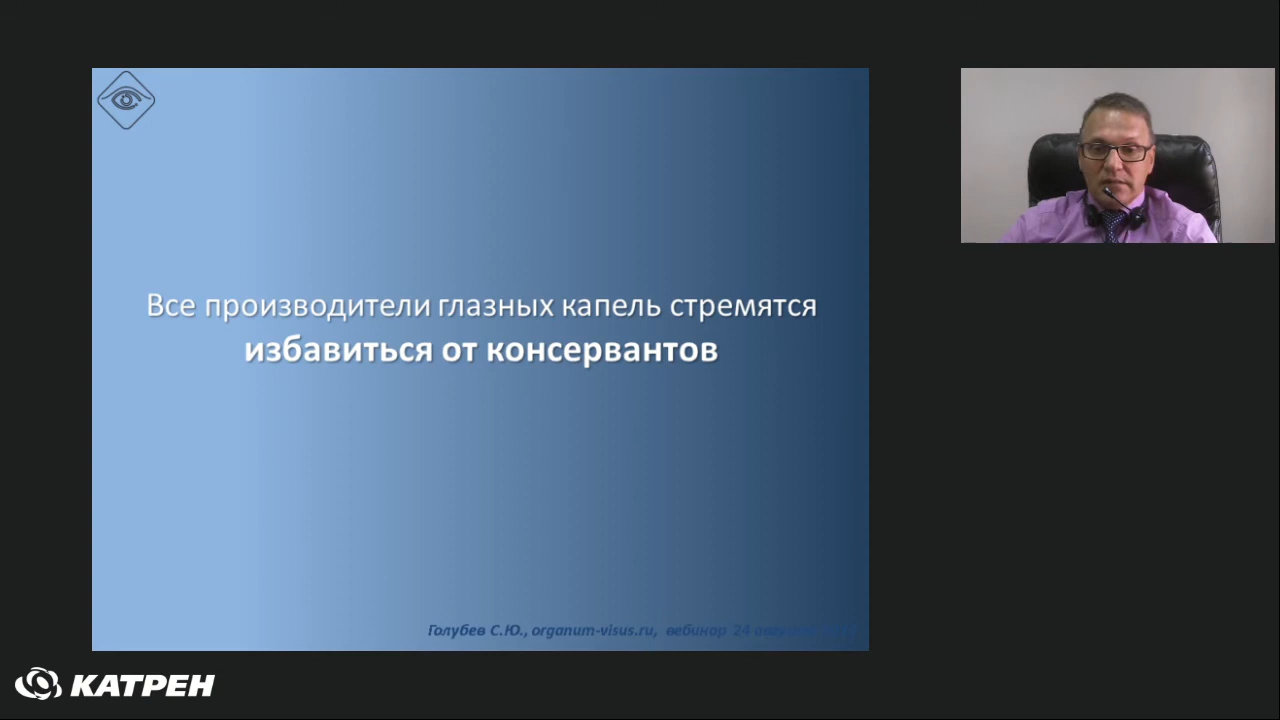 Все производители глазных капель стремятся
избавиться от консервантов
Голубев С.Ю., organum-visus.ru, вебинар 24
КАТРЕН